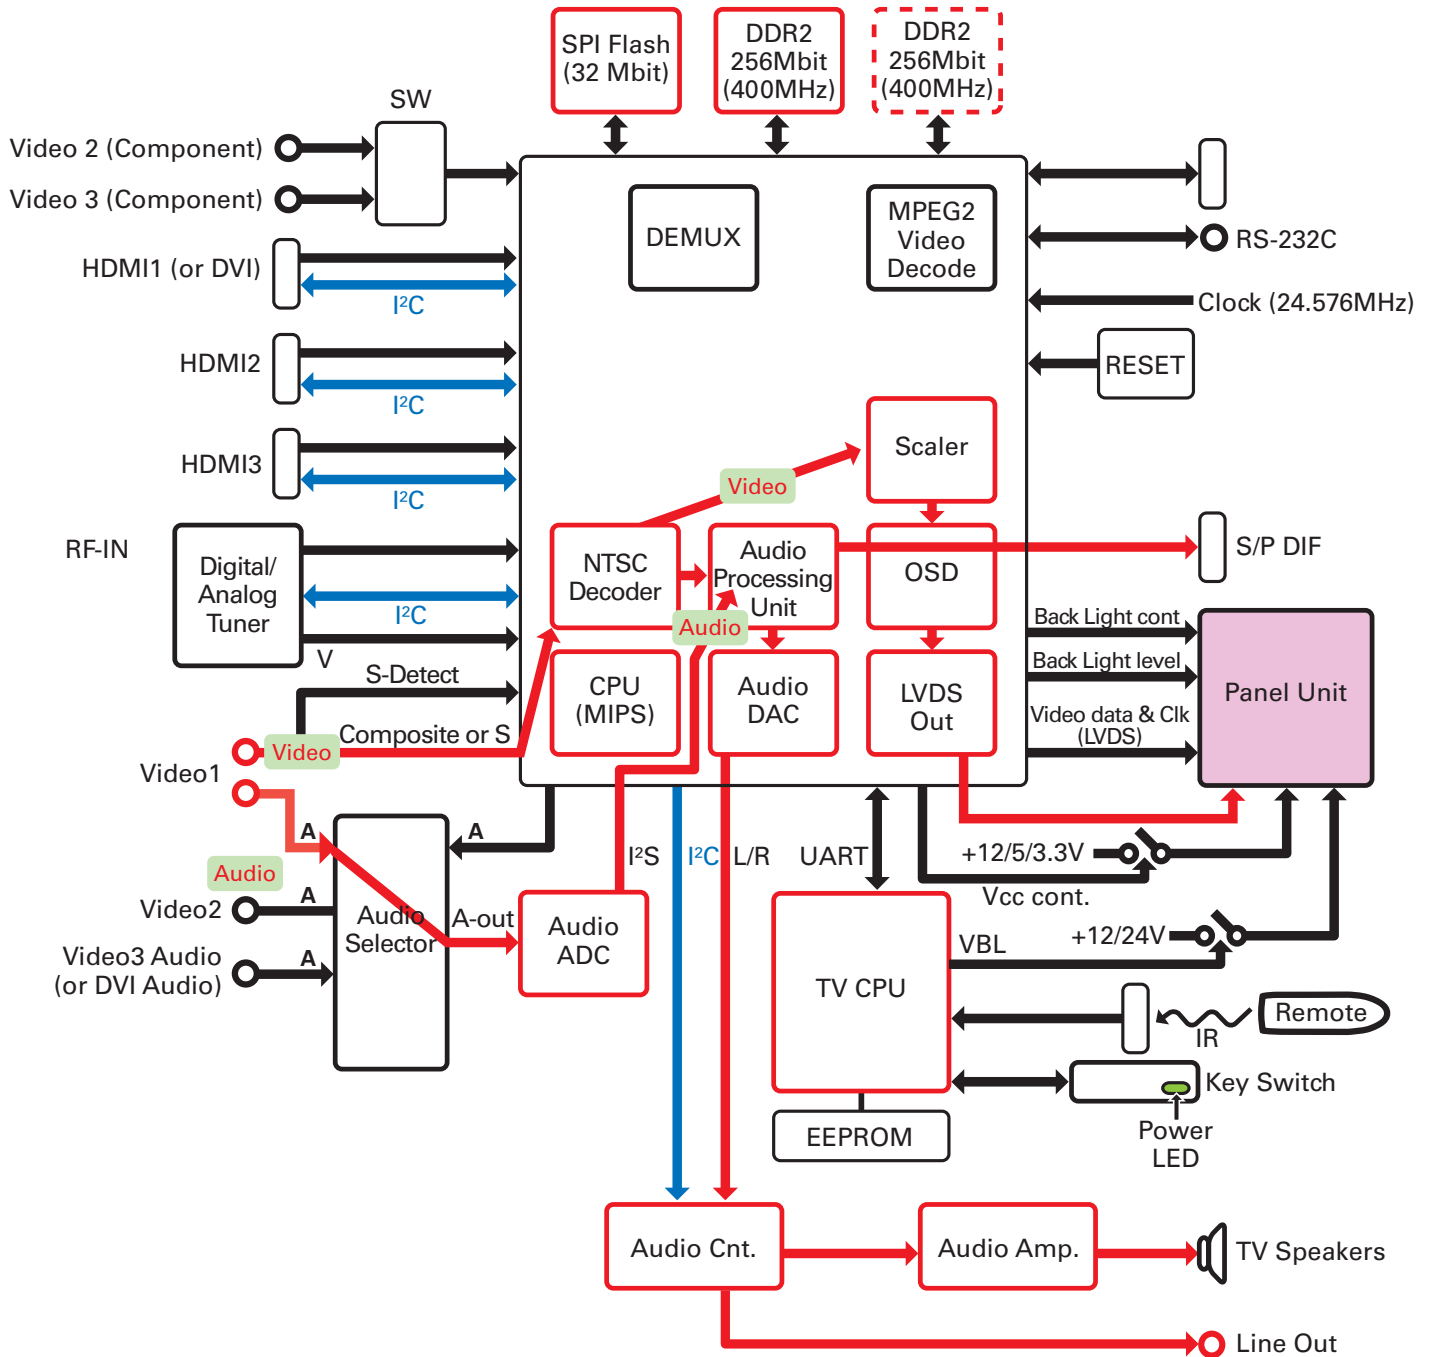 SPI Flash
(32 Mbit)
DDR2
256Mbit
(400MHz)
DDR2
256Mbit
(400MHz)
SW
Video 2 (Component)
Video 3 (Component)
DEMUX
MPEG2
Video
Decode
RS-232C
HDMI1 (or DVI)
I²C
Clock (24.576MHz)
HDMI2
I²C
RESET
HDMI3
I²C
Scaler
Video
RF-IN
Digital/
Analog
Tuner
I²C
V
NTSC
Decoder
Audio
Processing
Unit
OSD
S/P DIF
Audio
Back Light cont
Back Light level
Video data & Clk
(LVDS)
Panel Unit
S-Detect
Composite or S
Video
Video1
CPU
(MIPS)
Audio
DAC
LVDS
Out
A
A
I²S
I²C
L/R
UART
+12/5/3.3V
Vcc cont.
Audio
Video2
A
Audio
Selector
A-out
Audio
ADC
Video3 Audio
(or DVI Audio)
A
VBL
+12/24V
TV CPU
Remote
IR
Key Switch
Power
LED
EEPROM
Audio Cnt.
Audio Amp.
TV Speakers
Line Out